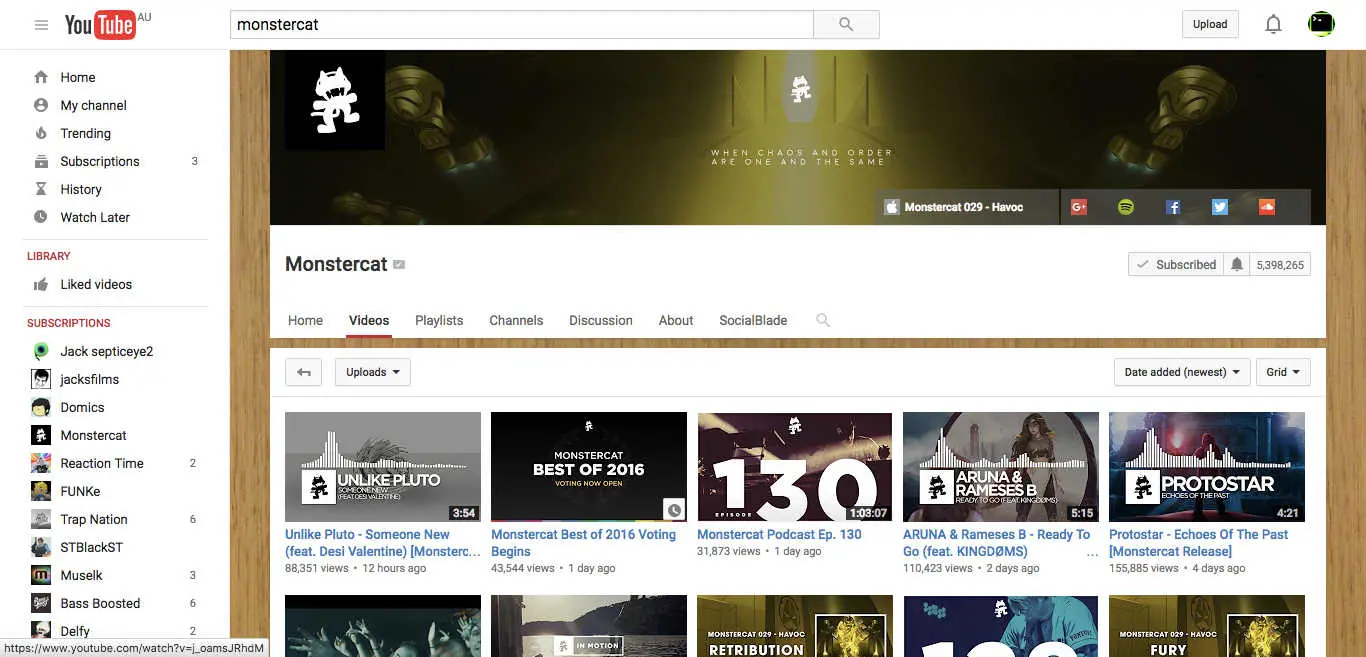 YouTube AU
monstercat
Upload
Home
My channel
Trending
Subscriptions 3
History
Watch Later
LIBRARY
Liked videos
SUBSCRIPTIONS
Jack septiceye2
jacksfilms
Domics
Monstercat
Reaction Time 2
FUNKe
Trap Nation 6
STBlackST
Muselk 3
Bass Boosted 6
Delfy 2
https://www.youtube.com/watch?v=j_oamsJRhdM
WHEN CHAOS AND ORDER
ARE ONE AND THE SAME
Monstercat 029 - Havoc
G+
Monstercat
Subscribed 5,398,265
Home Videos Playlists Channels Discussion About SocialBlade
Uploads
Date added (newest) Grid
UNLIKE PLUTO
SOMEONE NEW
(FEAT. DESI VALENTINE)
3:54
Unlike Pluto - Someone New
(feat. Desi Valentine) [Monsterc...
88,351 views • 12 hours ago
MONSTERCAT
BEST OF 2016
VOTING NOW OPEN
Monstercat Best of 2016 Voting
Begins
43,544 views • 1 day ago
130
EPISODE
1:03:07
Monstercat Podcast Ep. 130
31,873 views • 1 day ago
ARUNA &
RAMESES B
READY TO GO (FEAT. KINGDØMS)
5:15
ARUNA & Rameses B - Ready To
Go (feat. KINGDØMS) ...
110,423 views • 2 days ago
PROTOSTAR
ECHOES OF THE PAST
4:21
Protostar - Echoes Of The Past
[Monstercat Release]
155,885 views • 4 days ago
IN MOTION
MONSTERCAT 029 - HAVOC
RETRIBUTION
MONSTERCAT 029 - HAVOC
FURY